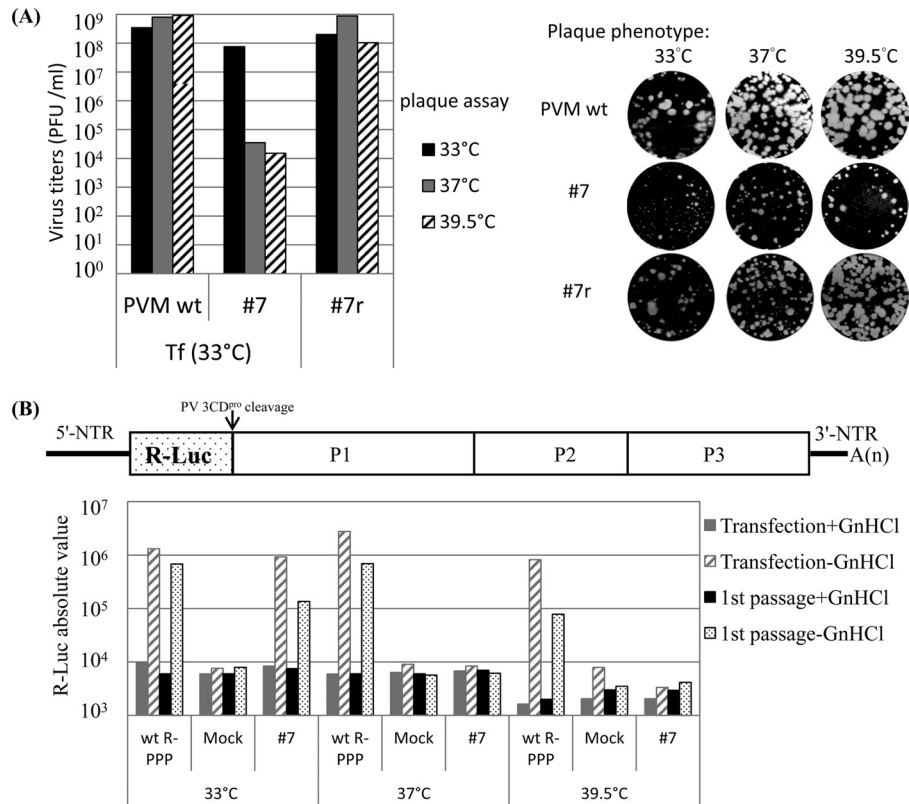 (A)
Virus titers (PFU /ml)
10⁹
10⁸
10⁷
10⁶
10⁵
10⁴
10³
10²
10¹
10⁰
PVM wt
#7
#7r
Tf (33°C)
plaque assay
33°C
37°C
39.5°C
Plaque phenotype:
33°C 37°C 39.5°C
PVM wt
#7
#7r
(B)
PV 3CDᵖʳᵒ cleavage
5'-NTR
R-Luc
P1
P2
P3
3'-NTR
A(n)
R-Luc absolute value
10⁷
10⁶
10⁵
10⁴
10³
wt R-PPP Mock #7 wt R-PPP Mock #7 wt R-PPP Mock #7
33°C 37°C 39.5°C
Transfection+GnHCl
Transfection-GnHCl
1st passage+GnHCl
1st passage-GnHCl